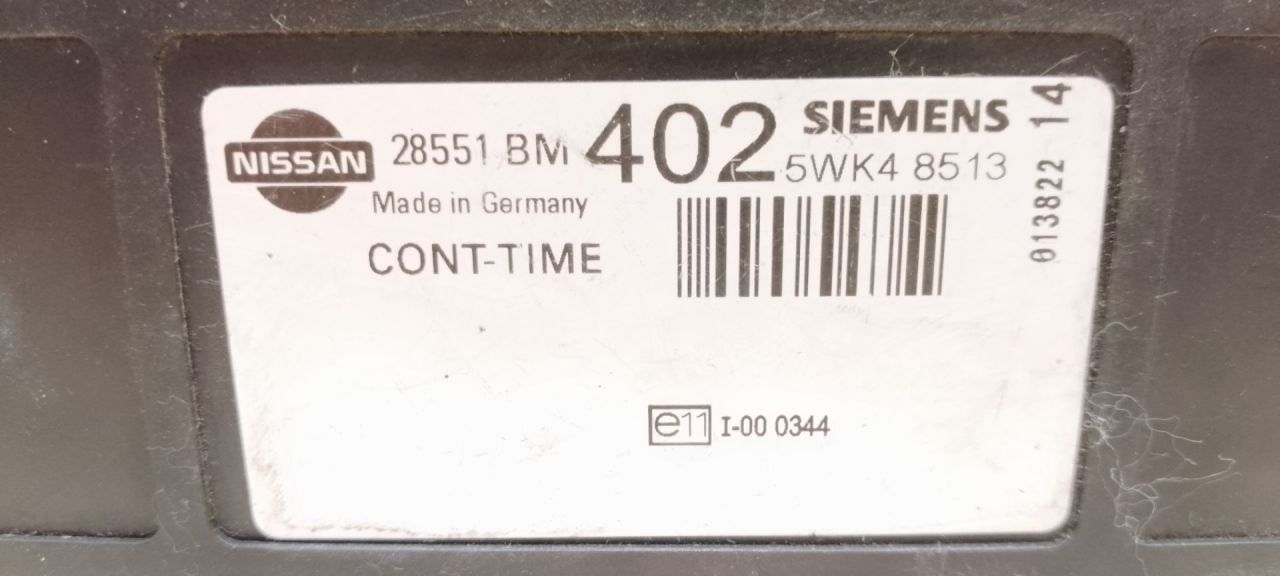 NISSAN
28551 BM 402
SIEMENS
5WK4 8513
Made in Germany
CONT-TIME
013822 14
e11 I-00 0344